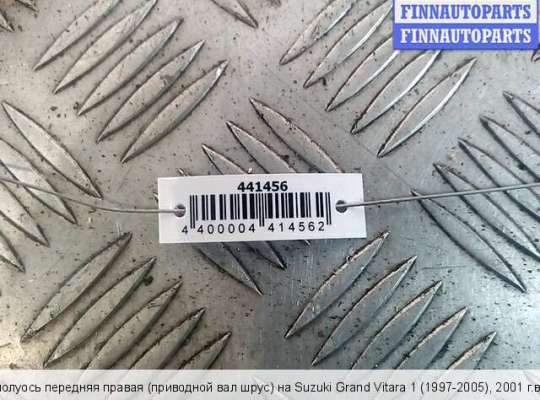 FINNAUTOPARTS
FINNAUTOPARTS
441456
4 400004 414562
полуось передняя правая (приводной вал шрус) на Suzuki Grand Vitara 1 (1997-2005), 2001 г.в